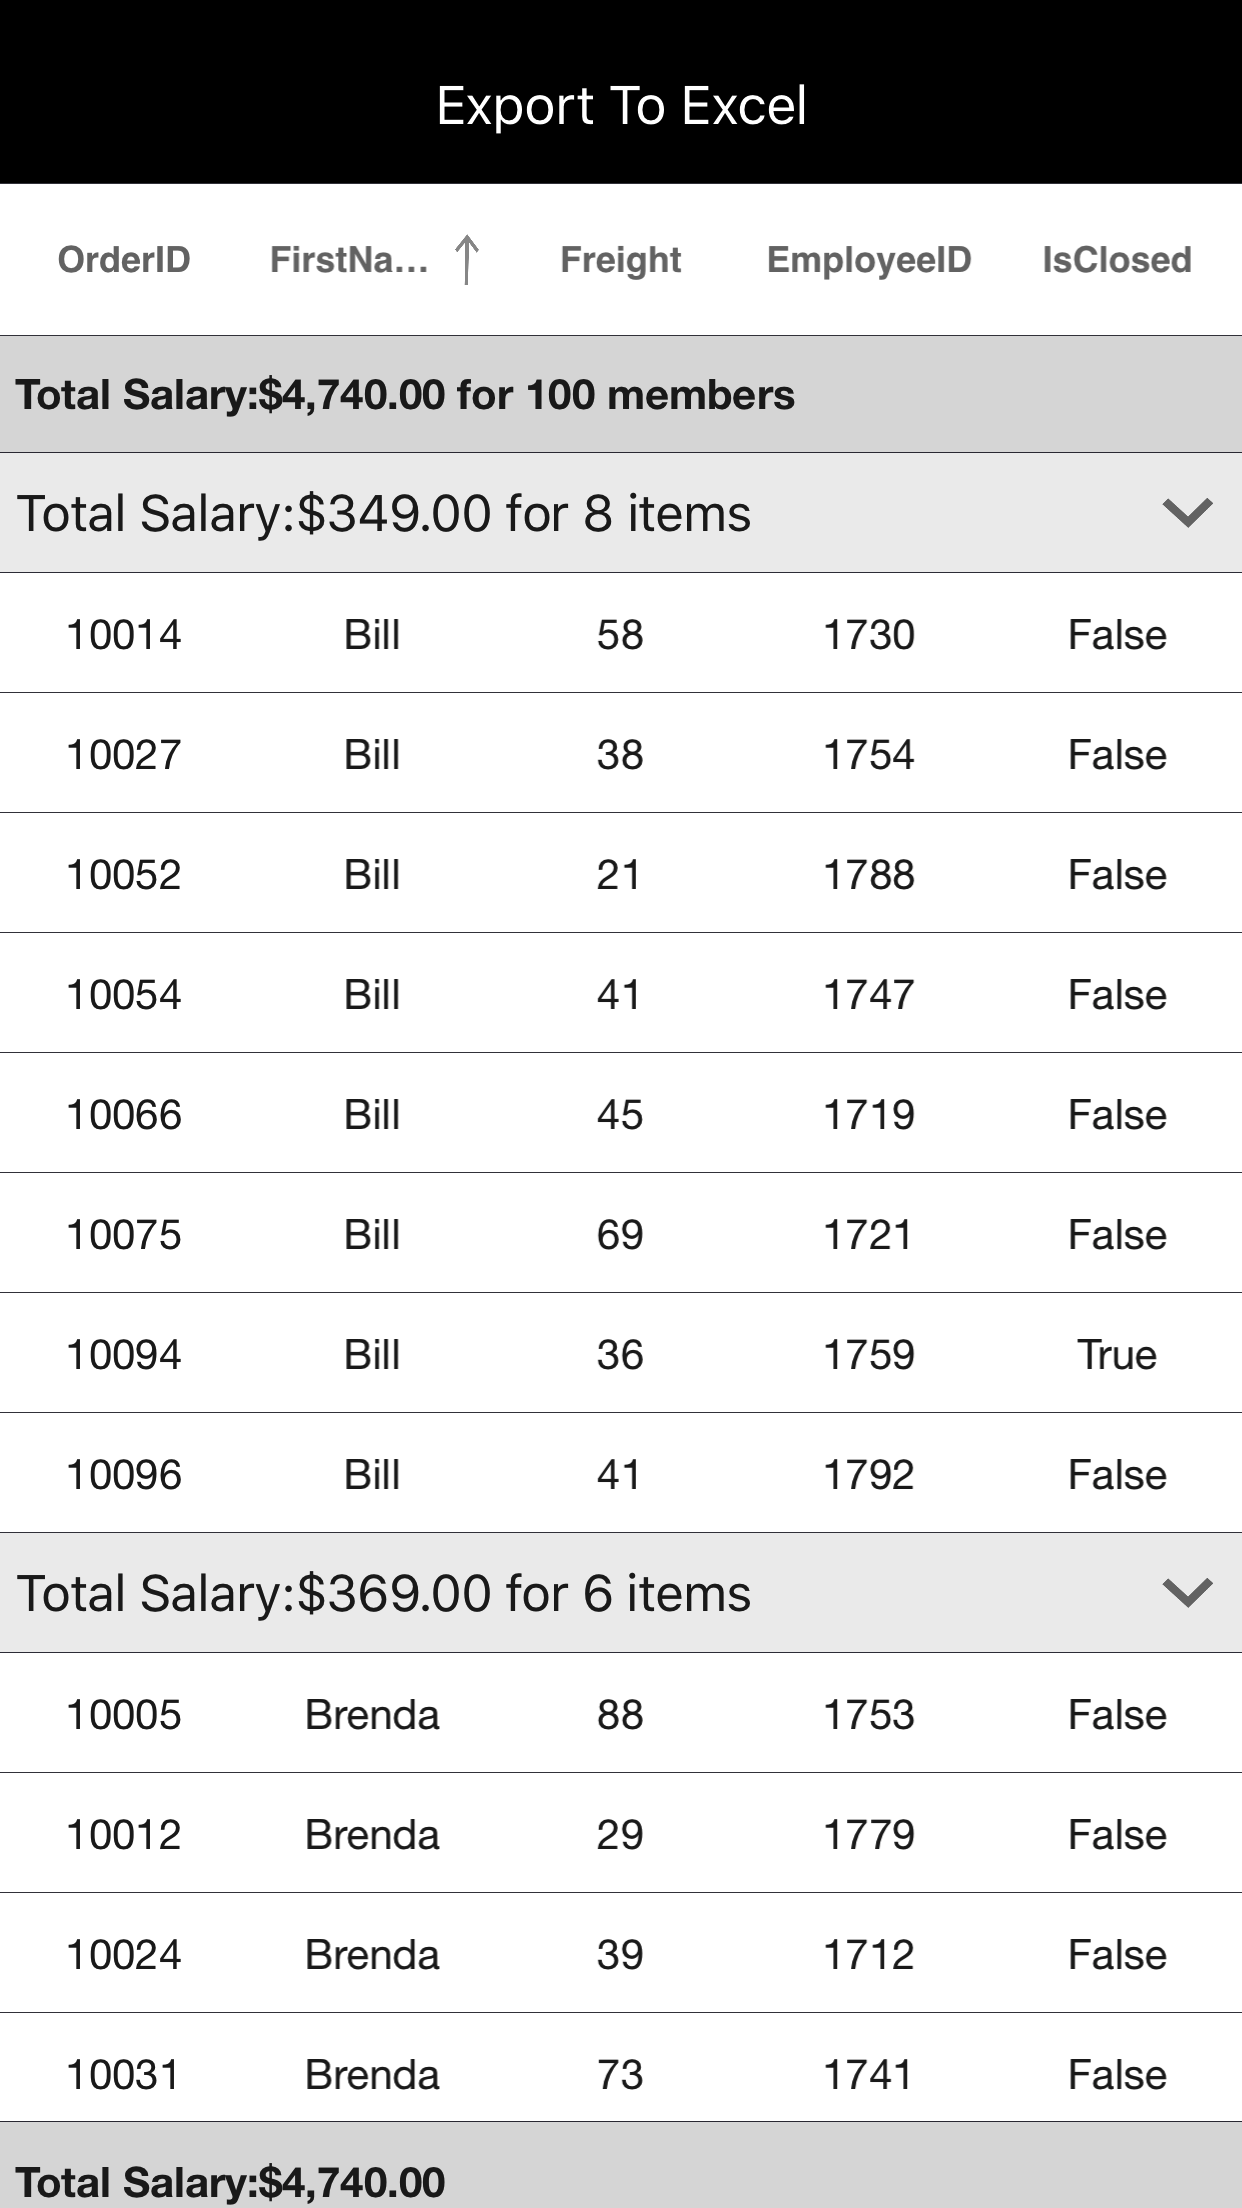 Export To Excel
OrderID FirstNa... Freight EmployeeID IsClosed
Total Salary:$4,740.00 for 100 members
Total Salary:$349.00 for 8 items
10014 Bill 58 1730 False
10027 Bill 38 1754 False
10052 Bill 21 1788 False
10054 Bill 41 1747 False
10066 Bill 45 1719 False
10075 Bill 69 1721 False
10094 Bill 36 1759 True
10096 Bill 41 1792 False
Total Salary:$369.00 for 6 items
10005 Brenda 88 1753 False
10012 Brenda 29 1779 False
10024 Brenda 39 1712 False
10031 Brenda 73 1741 False
Total Salary:$4,740.00